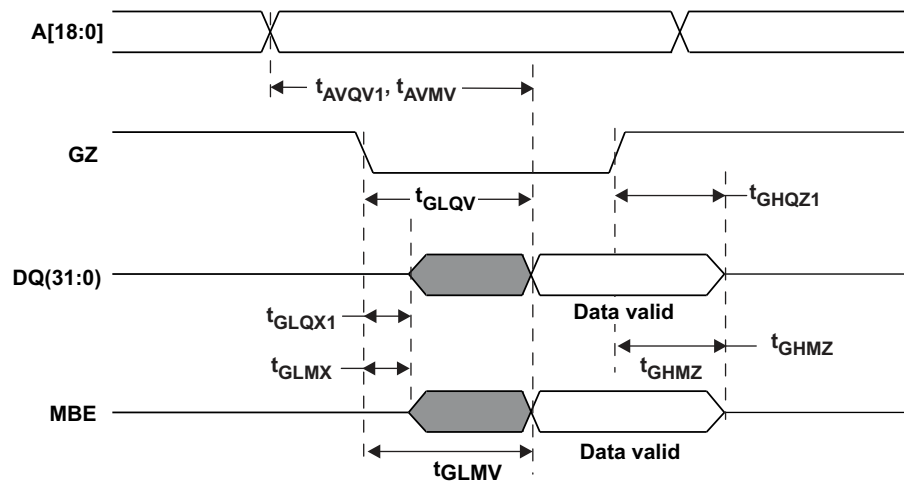 A[18:0]
tAVQV1, tAVMV
GZ
tGLQV
tGHQZ1
DQ(31:0)
Data valid
tGLQX1
tGHMZ
tGLMX
tGHMZ
MBE
Data valid
tGLMV